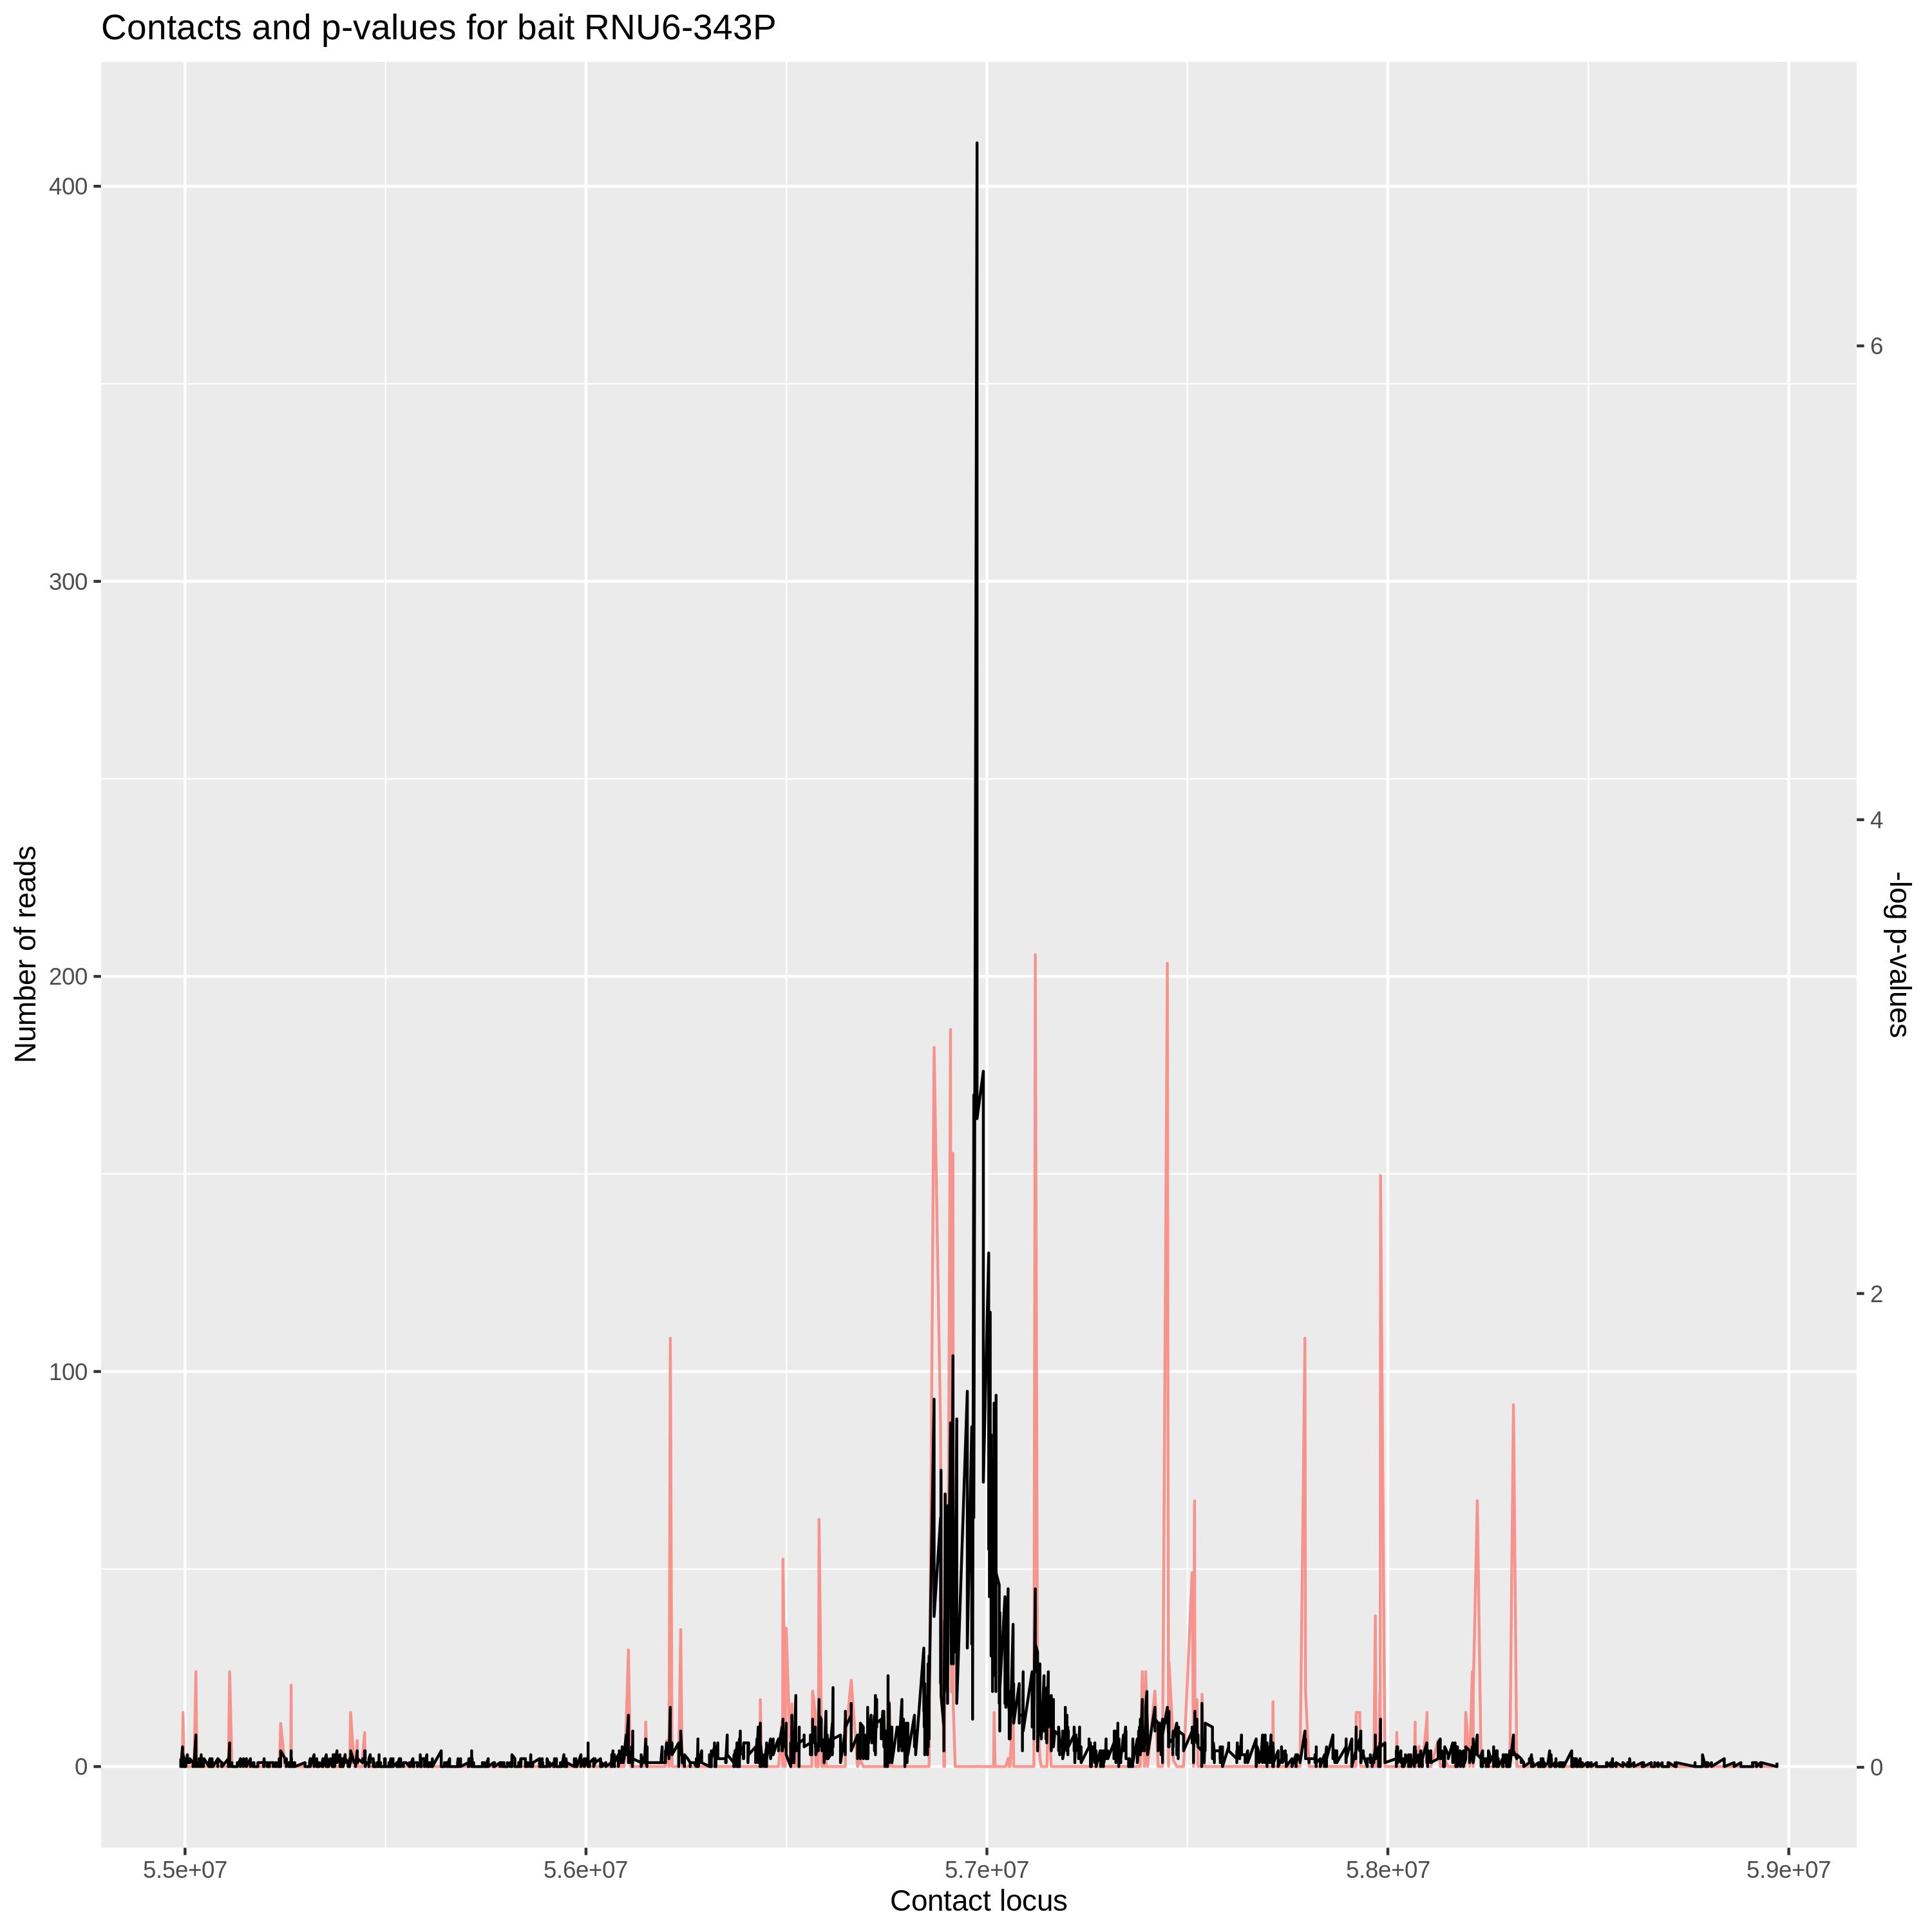 Contacts and p-values for bait RNU6-343P
400
300
200
100
0
Number of reads
6
4
2
0
-log p-values
5.5e+07
5.6e+07
5.7e+07
5.8e+07
5.9e+07
Contact locus